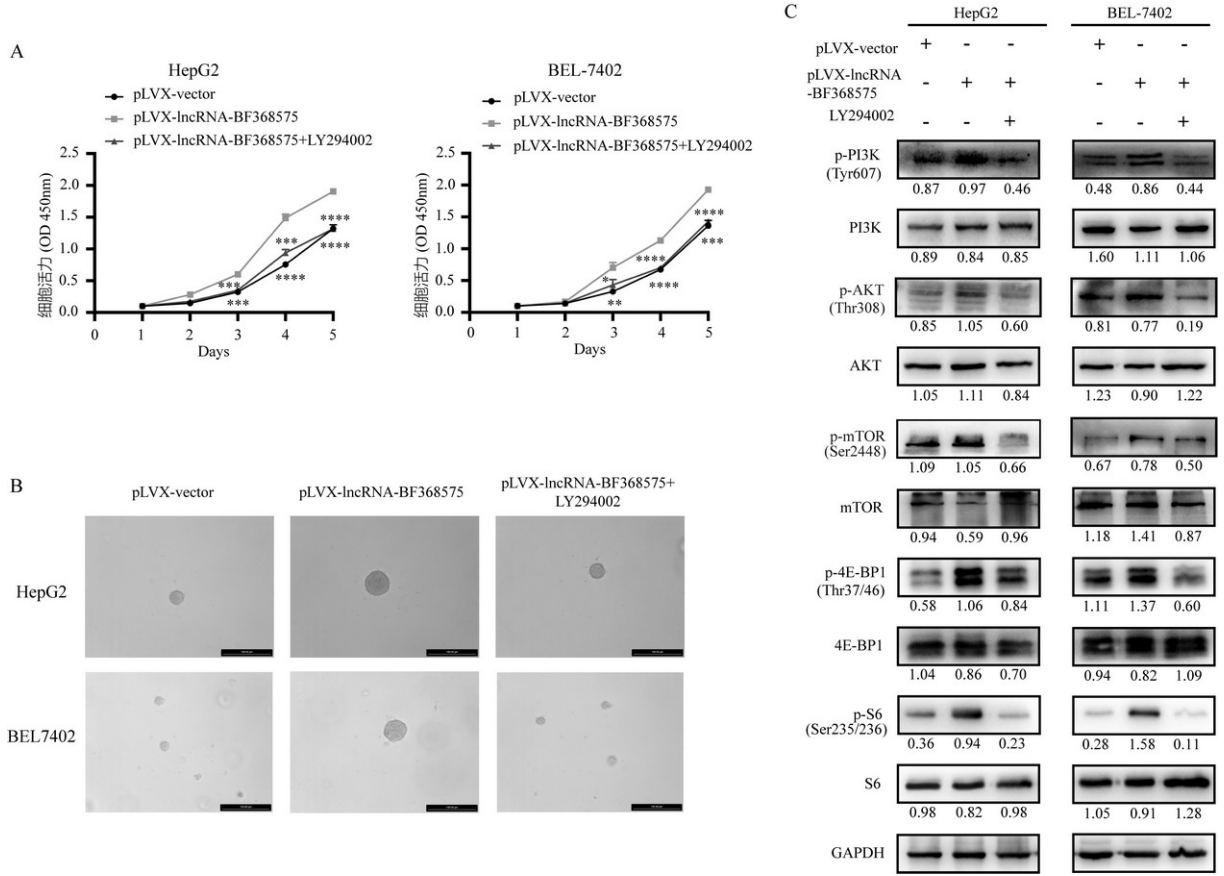 A
HepG2
pLVX-vector
pLVX-lncRNA-BF368575
pLVX-lncRNA-BF368575+LY294002
细胞活力 (OD 450nm)
2.5
2.0
1.5
1.0
0.5
0.0
0 1 2 3 4 5
Days
*** *** *** **** **** ****
BEL-7402
pLVX-vector
pLVX-lncRNA-BF368575
pLVX-lncRNA-BF368575+LY294002
细胞活力 (OD 450nm)
2.5
2.0
1.5
1.0
0.5
0.0
0 1 2 3 4 5
Days
* ** **** **** **** ***
B
pLVX-vector
pLVX-lncRNA-BF368575
pLVX-lncRNA-BF368575+
LY294002
HepG2
BEL7402
C
HepG2 BEL-7402
pLVX-vector + - - + - -
pLVX-lncRNA
-BF368575
- + + - + +
LY294002 - - + - - +
p-PI3K
(Tyr607)
0.87 0.97 0.46 0.48 0.86 0.44
PI3K
0.89 0.84 0.85 1.60 1.11 1.06
p-AKT
(Thr308)
0.85 1.05 0.60 0.81 0.77 0.19
AKT
1.05 1.11 0.84 1.23 0.90 1.22
p-mTOR
(Ser2448)
1.09 1.05 0.66 0.67 0.78 0.50
mTOR
0.94 0.59 0.96 1.18 1.41 0.87
p-4E-BP1
(Thr37/46)
0.58 1.06 0.84 1.11 1.37 0.60
4E-BP1
1.04 0.86 0.70 0.94 0.82 1.09
p-S6
(Ser235/236)
0.36 0.94 0.23 0.28 1.58 0.11
S6
0.98 0.82 0.98 1.05 0.91 1.28
GAPDH